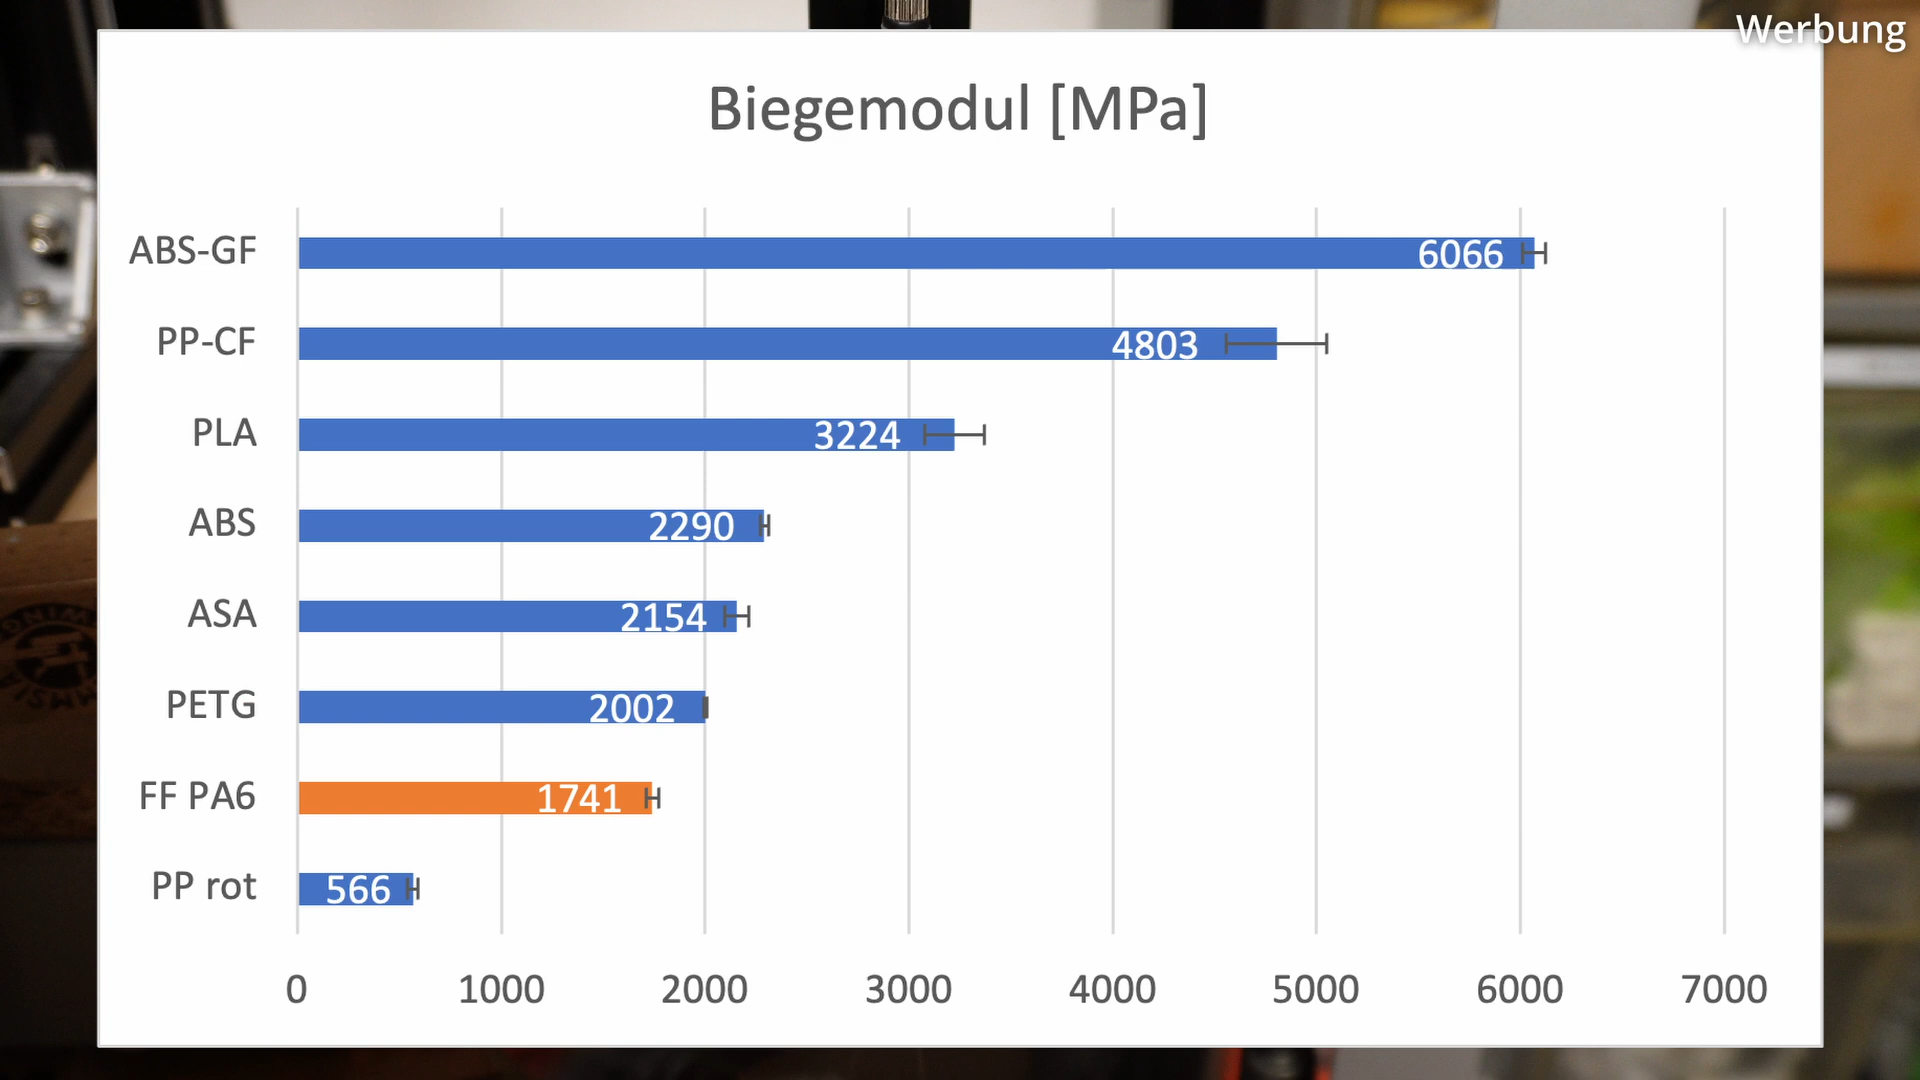 Werbung
Biegemodul [MPa]
ABS-GF 6066
PP-CF 4803
PLA 3224
ABS 2290
ASA 2154
PETG 2002
FF PA6 1741
PP rot 566
0 1000 2000 3000 4000 5000 6000 7000